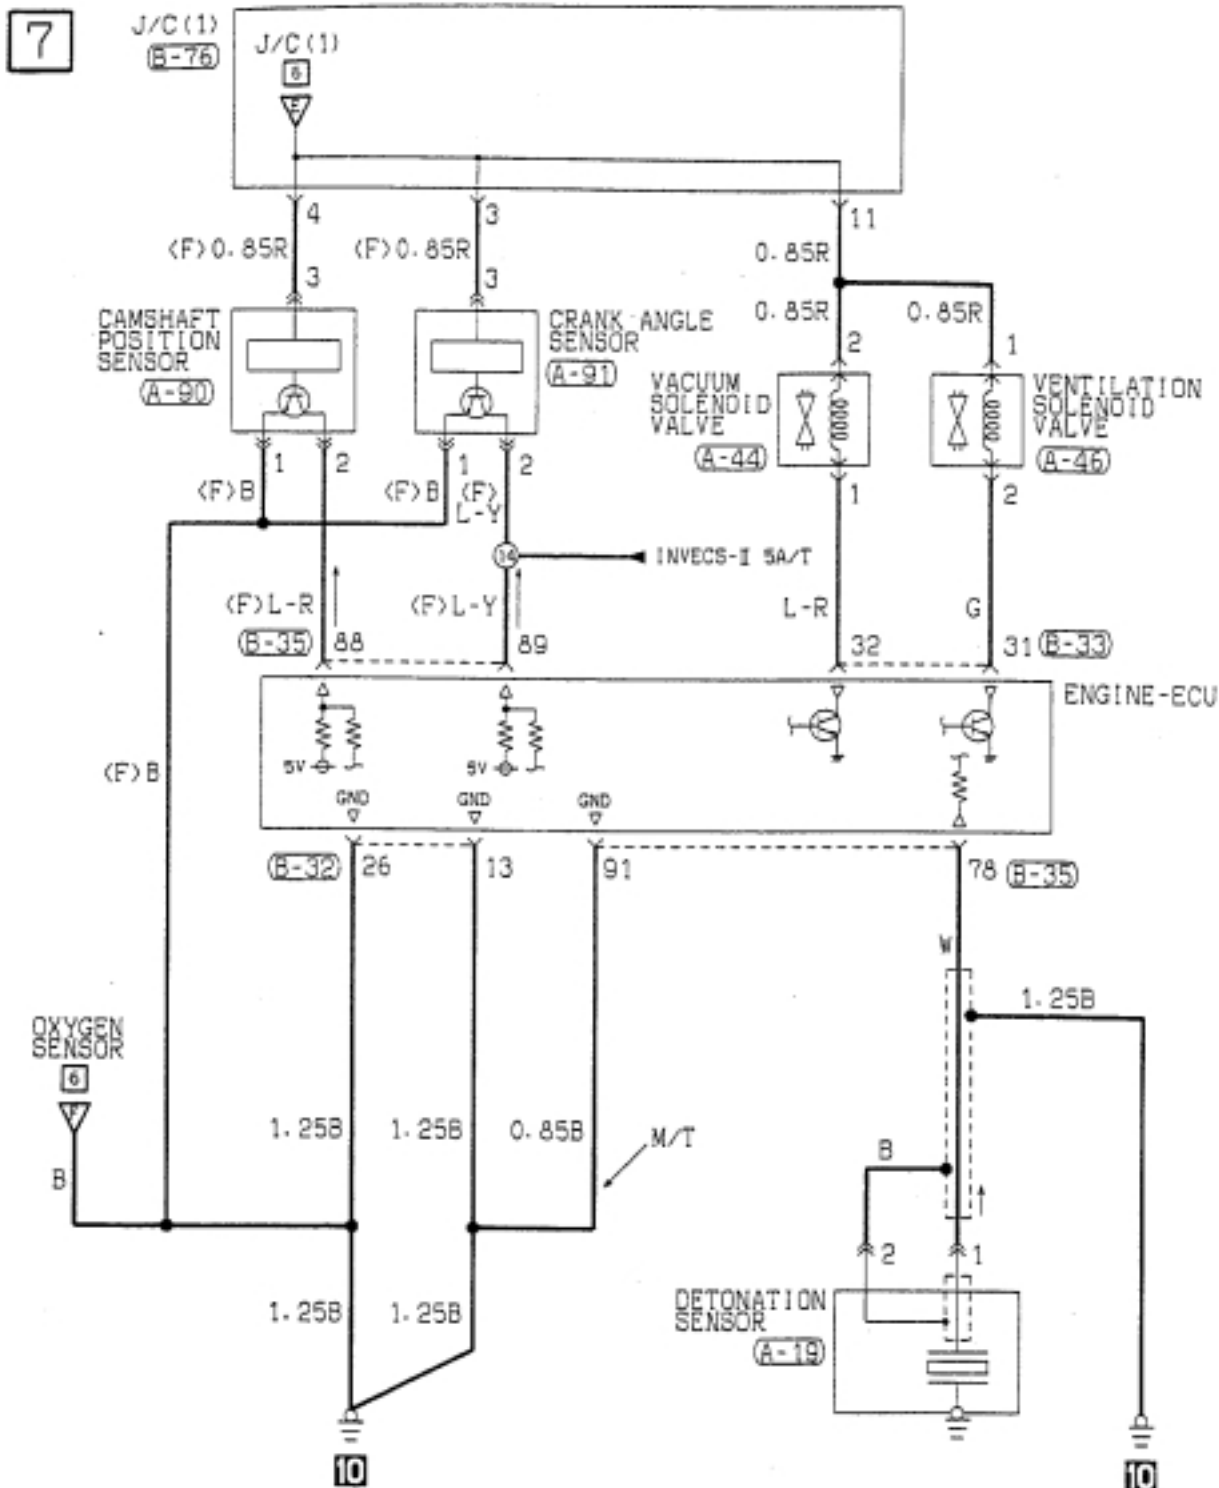 7
J/C(1)
B-76
J/C(1)
6
E
4
3
11
(F)0.85R
(F)0.85R
0.85R
3
3
0.85R
0.85R
CAMSHAFT
POSITION
SENSOR
A-90
CRANK ANGLE
SENSOR
A-91
2
1
VACUUM
SOLENOID
VALVE
A-44
VENTILATION
SOLENOID
VALVE
A-46
1
2
1
2
1
2
(F)B
(F)B
(F)
L-Y
14
INVECS-Ⅱ 5A/T
(F)L-R
(F)L-Y
L-R
G
B-35
88
89
32
31
B-33
ENGINE-ECU
5V
5V
(F)B
GND
GND
GND
B-32
26
13
91
78
B-35
W
1.25B
OXYGEN
SENSOR
6
F
1.25B
1.25B
0.85B
M/T
B
B
2
1
1.25B
1.25B
DETONATION
SENSOR
A-19
10
10